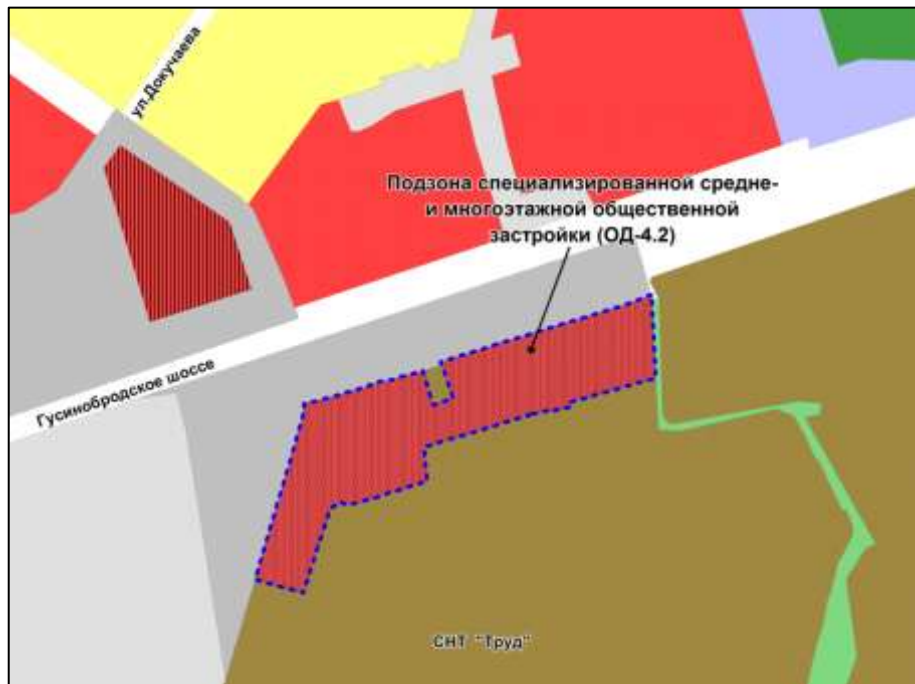 ул.Докучаева
Подзона специализированной средне-
и многоэтажной общественной
застройки (ОД-4.2)
Гусинобродское шоссе
СНТ "Труд"